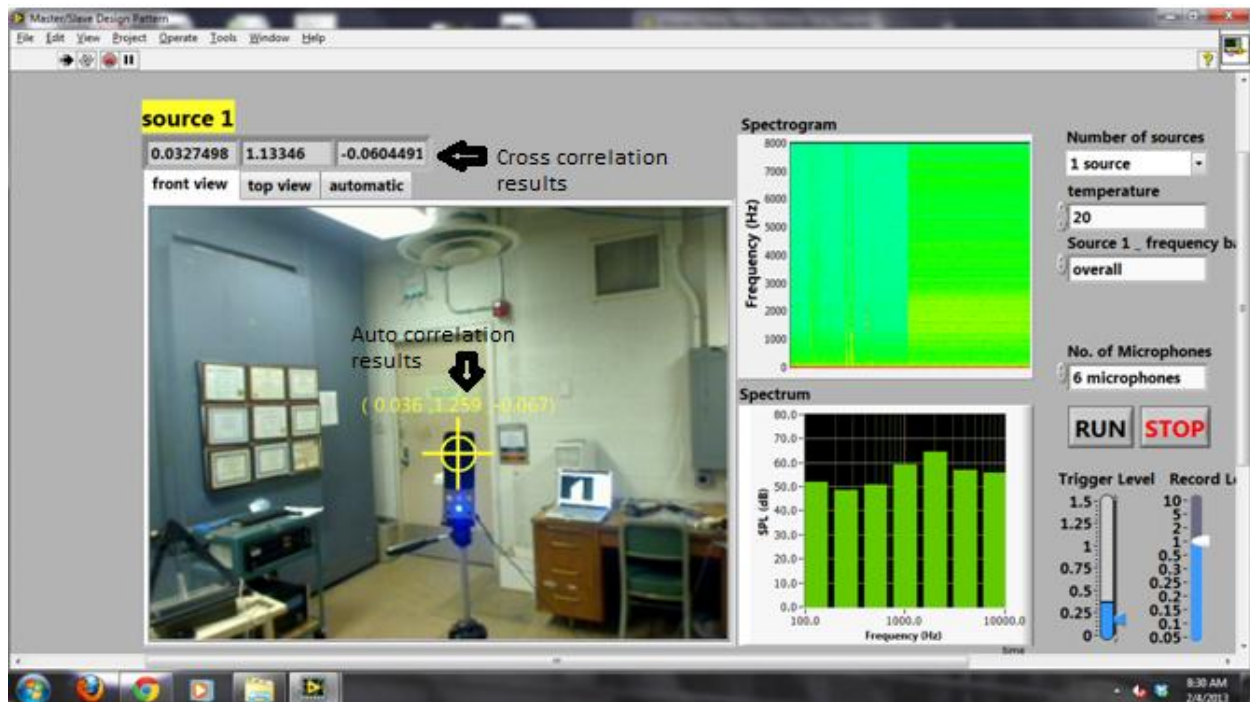 Master/Slave Design Pattern
File Edit View Project Operate Tools Window Help
source 1
0.0327498 1.13346 -0.0604491
Cross correlation
results
front view top view automatic
Auto correlation
results
( 0.036 ,1.259 -0.067)
Spectrogram
Frequency (Hz)
8000
7000
6000
5000
4000
3000
2000
1000
0
Spectrum
SPL (dB)
80.0
70.0
60.0
50.0
40.0
30.0
20.0
10.0
0.0
100.0 1000.0 10000.0
Frequency (Hz)
time
Number of sources
1 source
temperature
20
Source 1 _ frequency ba
overall
No. of Microphones
6 microphones
RUN STOP
Trigger Level Record L
1.5
1.25
1
0.75
0.5
0.25
0
10
5
2
1
0.5
0.3
0.25
0.2
0.15
0.1
0.05
8:30 AM
2/4/2013